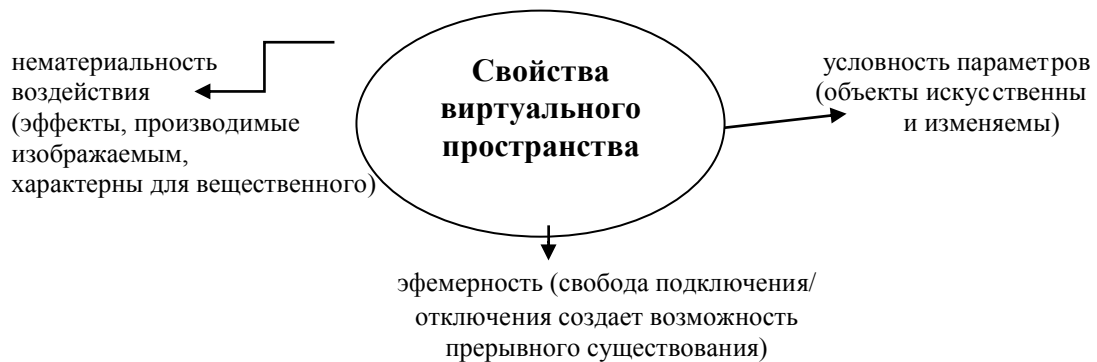 Свойства
виртуального
пространства
нематериальность
воздействия
(эффекты, производимые
изображаемым,
характерны для вещественного)
условность параметров
(объекты искусственны
и изменяемы)
эфемерность (свобода подключения/
отключения создает возможность
прерывного существования)